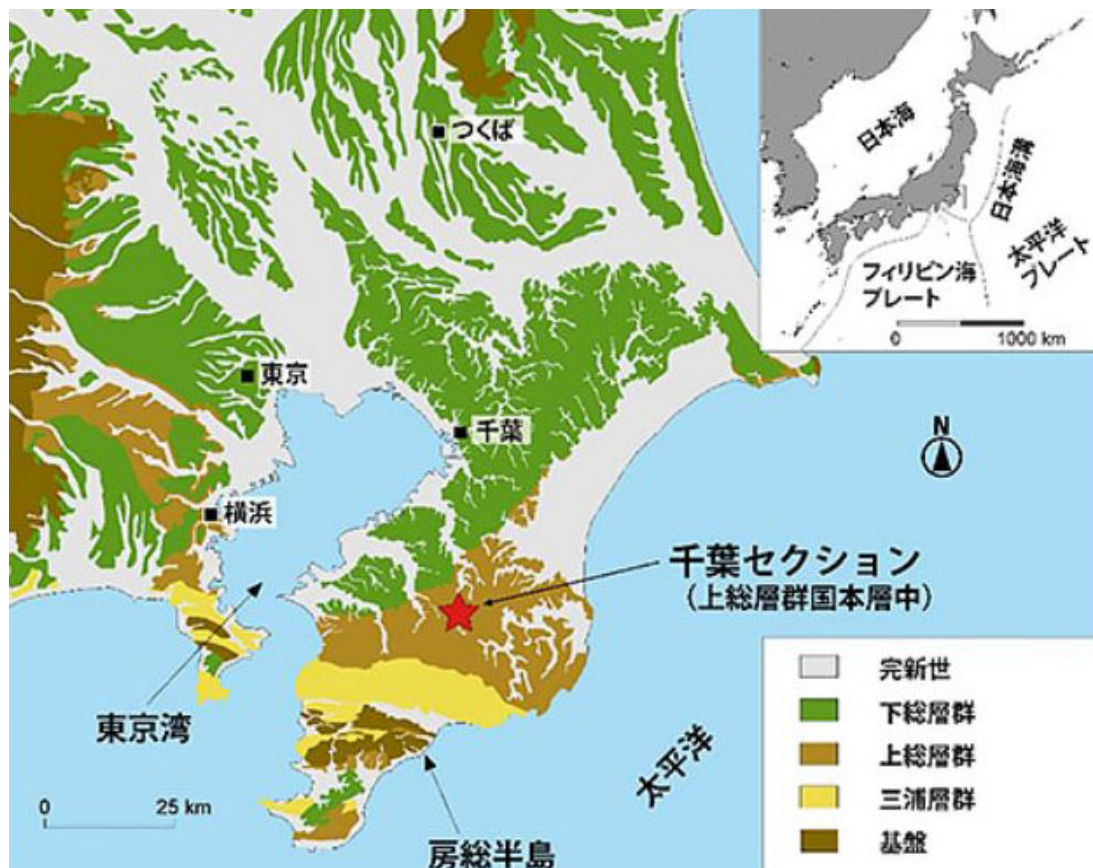 つくば
東京
千葉
横浜
東京湾
房総半島
太平洋
千葉セクション
(上総層群国本層中)
N
0 25 km
日本海
日本海溝
太平洋
プレート
フィリピン海
プレート
0 1000 km
完新世
下総層群
上総層群
三浦層群
基盤